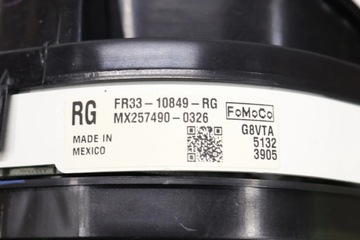 RG
FR33-10849-RG
MX257490-0326
FoMoCo
MADE IN
MEXICO
G8VTA
5132
3905